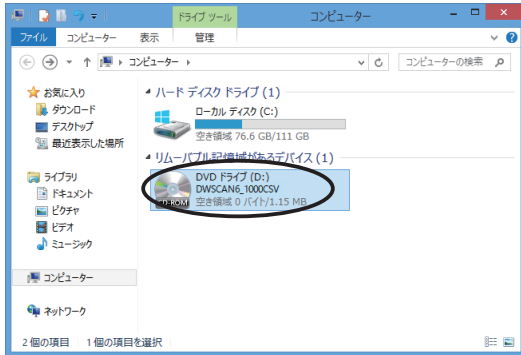 ドライブ ツール
コンピューター
ファイル
コンピューター
表示
管理
コンピューター
コンピューターの検索
お気に入り
ダウンロード
デスクトップ
最近表示した場所
ライブラリ
ドキュメント
ピクチャ
ビデオ
ミュージック
コンピューター
ネットワーク
ハード ディスク ドライブ (1)
ローカル ディスク (C:)
空き領域 76.6 GB/111 GB
リムーバブル記憶域があるデバイス (1)
DVD ドライブ (D:)
DWSCAN6_1000CSV
CD-ROM
空き領域 0 バイト/1.15 MB
2 個の項目
1 個の項目を選択